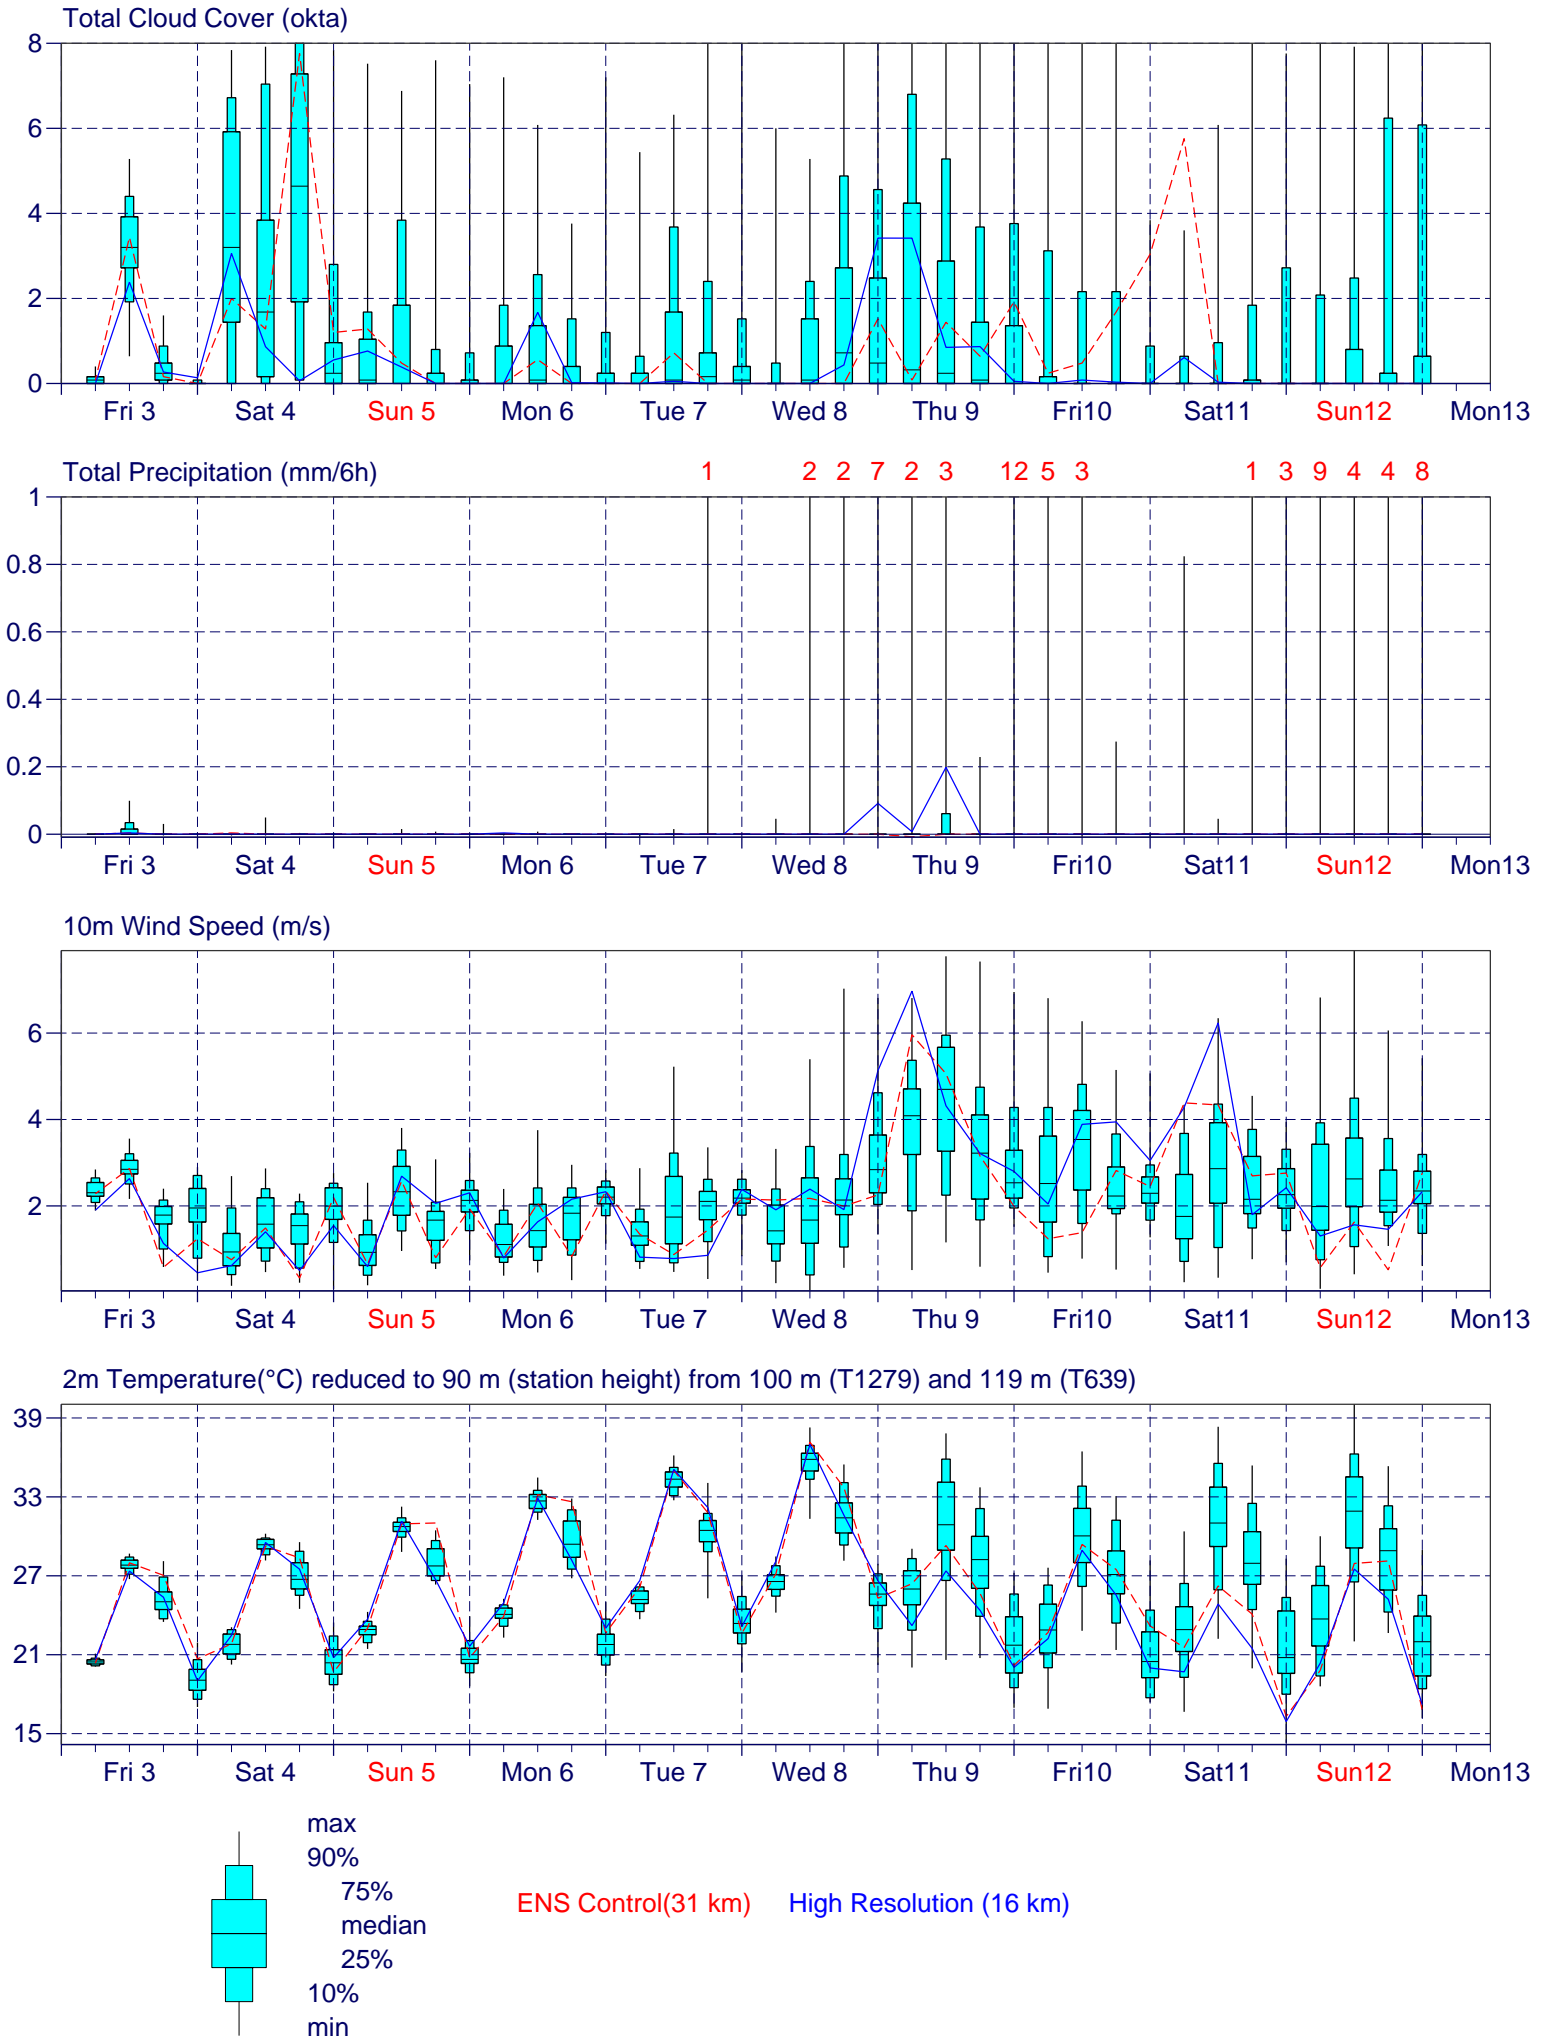 Total Cloud Cover (okta)
8
6
4
2
0
Fri 3 Sat 4 Sun 5 Mon 6 Tue 7 Wed 8 Thu 9 Fri10 Sat11 Sun12 Mon13
Total Precipitation (mm/6h) 1 2 2 7 2 3 12 5 3 1 3 9 4 4 8
1
0.8
0.6
0.4
0.2
0
Fri 3 Sat 4 Sun 5 Mon 6 Tue 7 Wed 8 Thu 9 Fri10 Sat11 Sun12 Mon13
10m Wind Speed (m/s)
6
4
2
Fri 3 Sat 4 Sun 5 Mon 6 Tue 7 Wed 8 Thu 9 Fri10 Sat11 Sun12 Mon13
2m Temperature(°C) reduced to 90 m (station height) from 100 m (T1279) and 119 m (T639)
39
33
27
21
15
Fri 3 Sat 4 Sun 5 Mon 6 Tue 7 Wed 8 Thu 9 Fri10 Sat11 Sun12 Mon13
max
90%
75%
ENS Control(31 km) High Resolution (16 km)
median
25%
10%
min